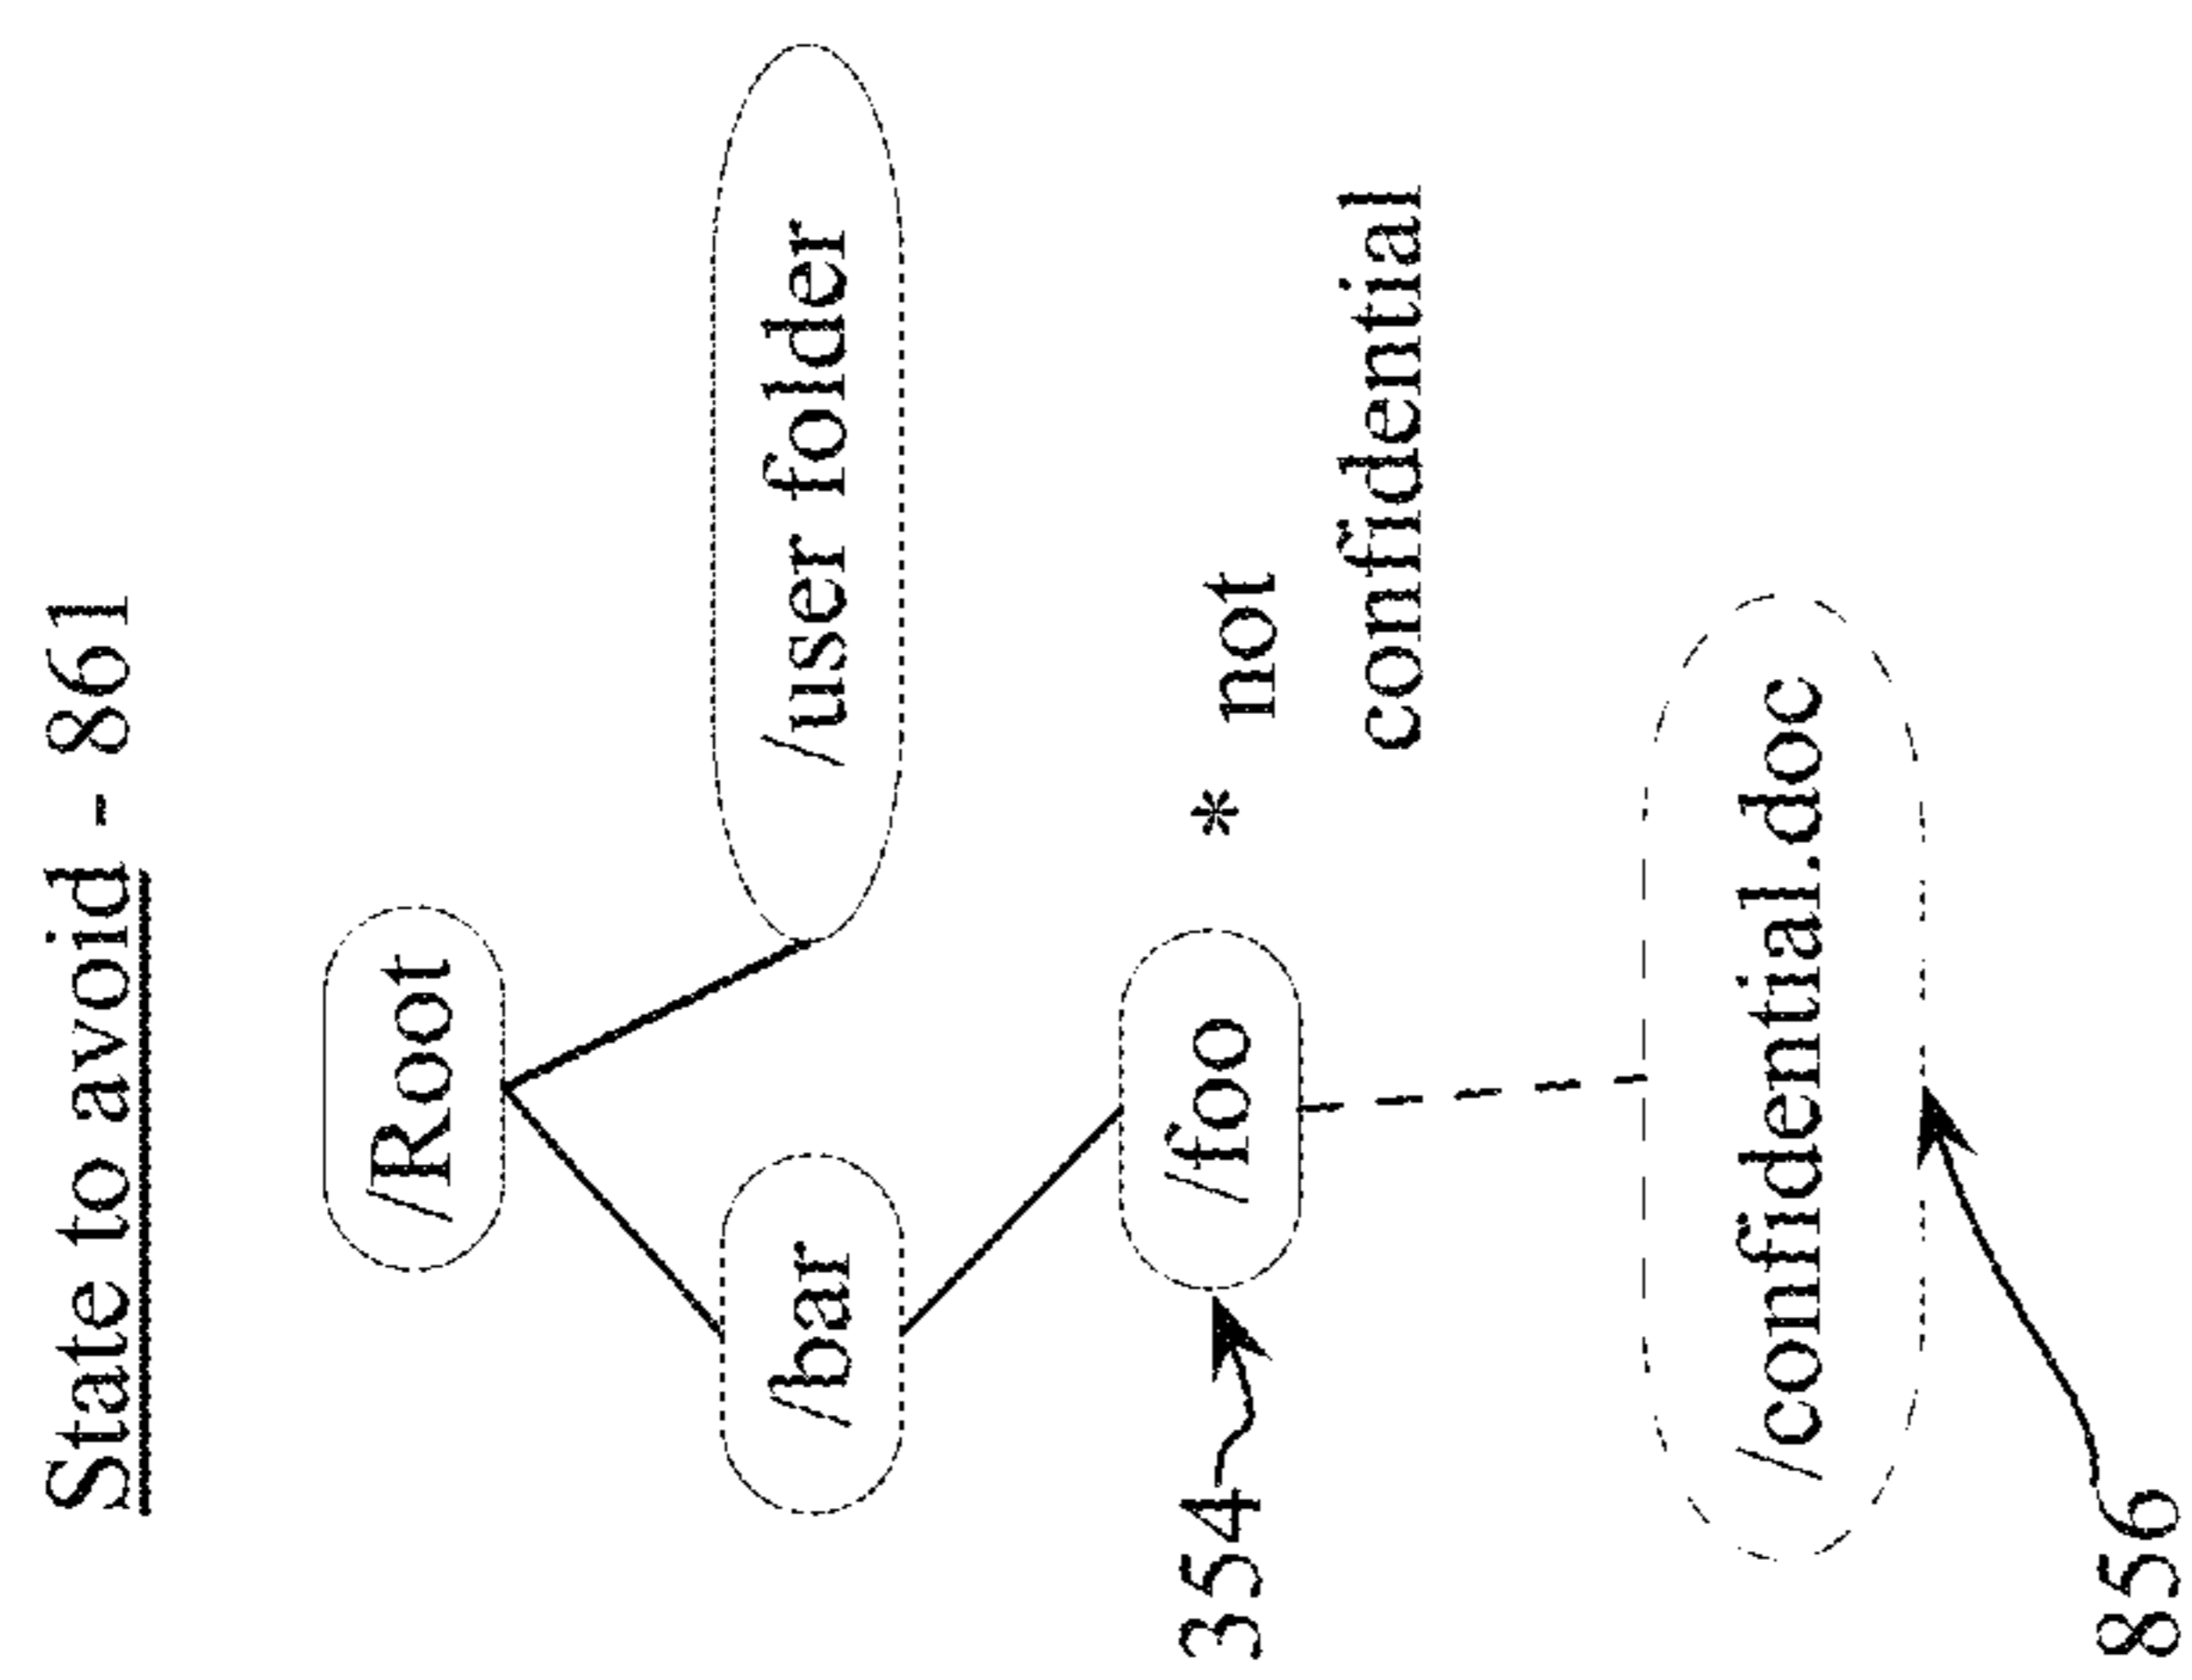 State to avoid - 861
/Root
/bar
/user folder
354
/foo
* not
confidential
/confidential.doc
856